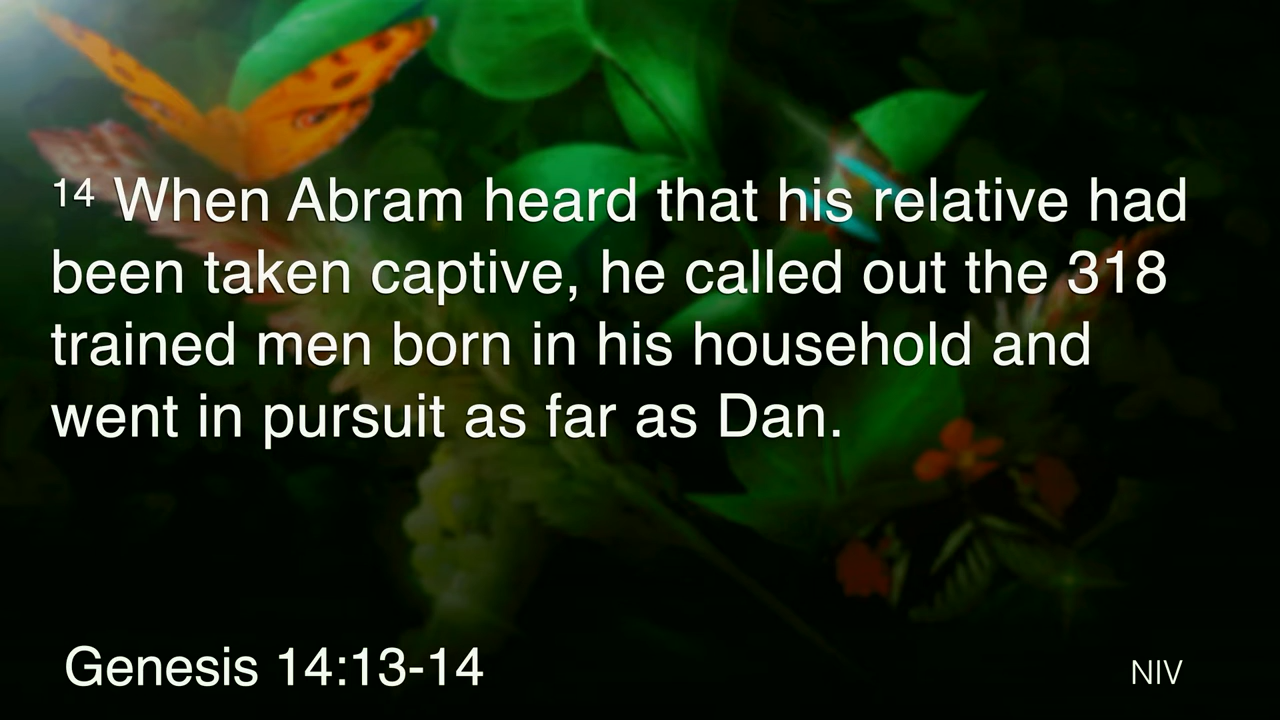 14 When Abram heard that his relative had
been taken captive, he called out the 318
trained men born in his household and
went in pursuit as far as Dan.
Genesis 14:13-14
NIV